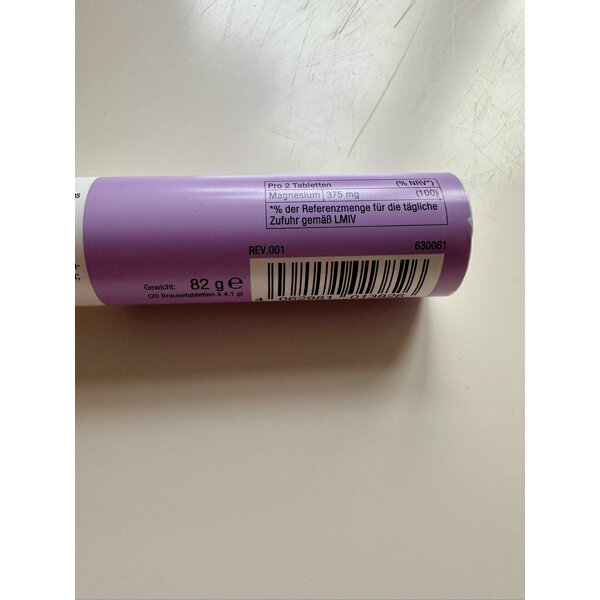 Pro 2 Tabletten (% NRV*)
Magnesium 375 mg (100)
*% der Referenzmenge für die tägliche
Zufuhr gemäß LMIV
REV.001 630061
Gewicht: 82 g e
(20 Brausetabletten à 4,1 g)